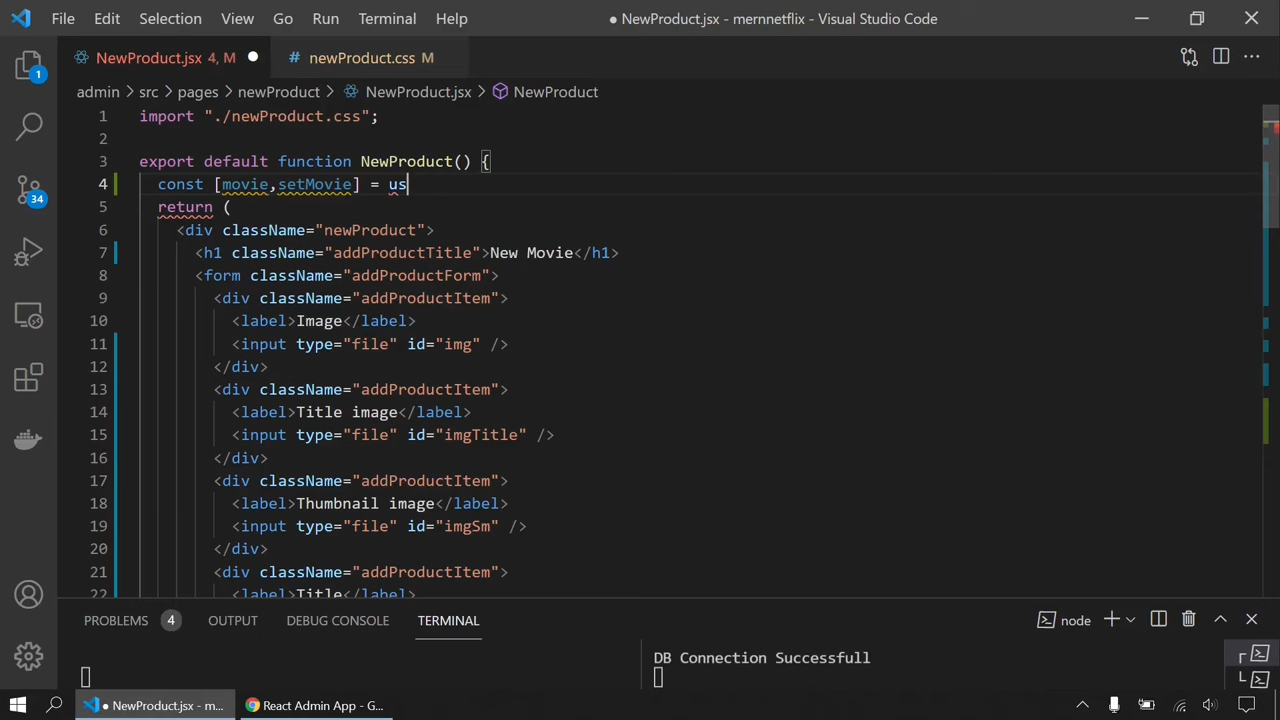 File Edit Selection View Go Run Terminal Help ● NewProduct.jsx - mernnetflix - Visual Studio Code
NewProduct.jsx 4, M ● # newProduct.css M
1
admin > src > pages > newProduct > NewProduct.jsx > NewProduct
1 import "./newProduct.css";
2
3 export default function NewProduct() {
4 const [movie,setMovie] = us
5 return (
6 <div className="newProduct">
7 <h1 className="addProductTitle">New Movie</h1>
8 <form className="addProductForm">
9 <div className="addProductItem">
10 <label>Image</label>
11 <input type="file" id="img" />
12 </div>
13 <div className="addProductItem">
14 <label>Title image</label>
15 <input type="file" id="imgTitle" />
16 </div>
17 <div className="addProductItem">
18 <label>Thumbnail image</label>
19 <input type="file" id="imgSm" />
20 </div>
21 <div className="addProductItem">
22 <label>Title</label>
34
PROBLEMS 4 OUTPUT DEBUG CONSOLE TERMINAL node
DB Connection Successfull
● NewProduct.jsx - m... React Admin App - G...